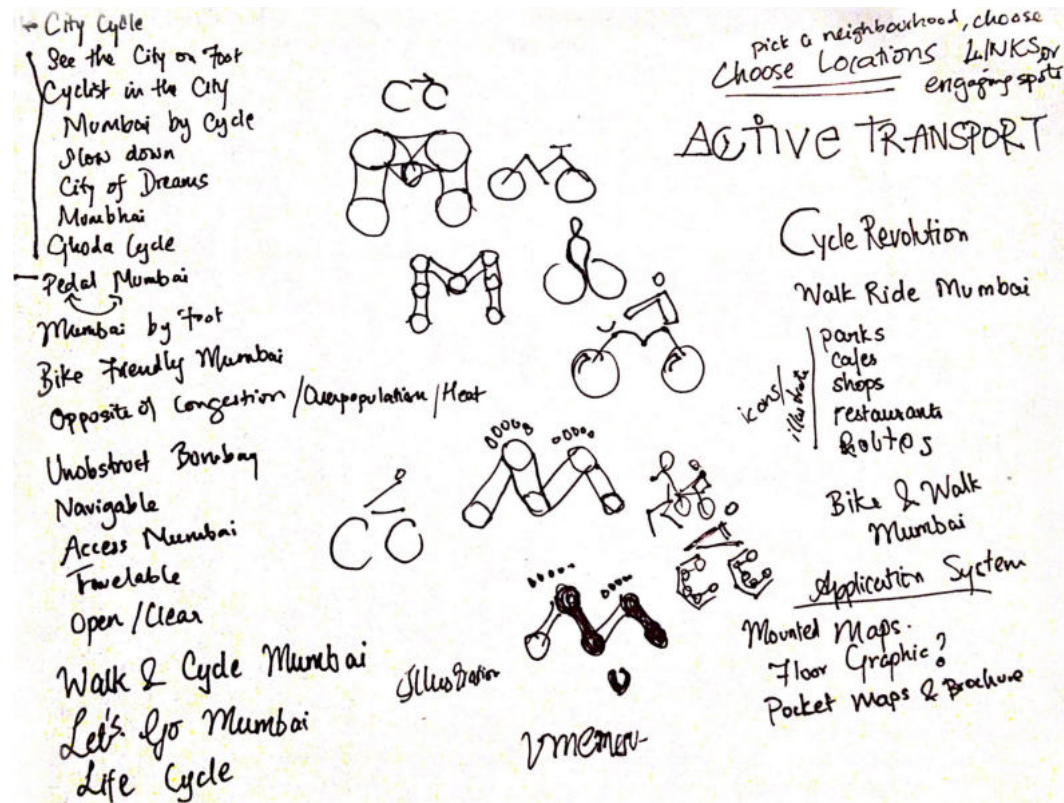 City Cycle
See the City on Foot
Cyclist in the City
Mumbai by Cycle
Slow down
City of Dreams
Mumbhai
Ghoda Cycle
Pedal Mumbai
Mumbai by foot
Bike Friendly Mumbai
Opposite of Congestion / Overpopulation / Heat
Unobstruct Bombay
Navigable
Access Mumbai
Travelable
Open / Clear
Walk & Cycle Mumbai
Let's Go Mumbai
Life Cycle
Illustration
pick a neighbourhood, choose
Choose Locations LINKS or
engaging spots
ACTIVE TRANSPORT
Cycle Revolution
Walk Ride Mumbai
icons/
parks
cafes
shops
restaurants
Routes
Bike & Walk
Mumbai
Application System
Mounted Maps.
Floor Graphic?
Pocket Maps & Brochure